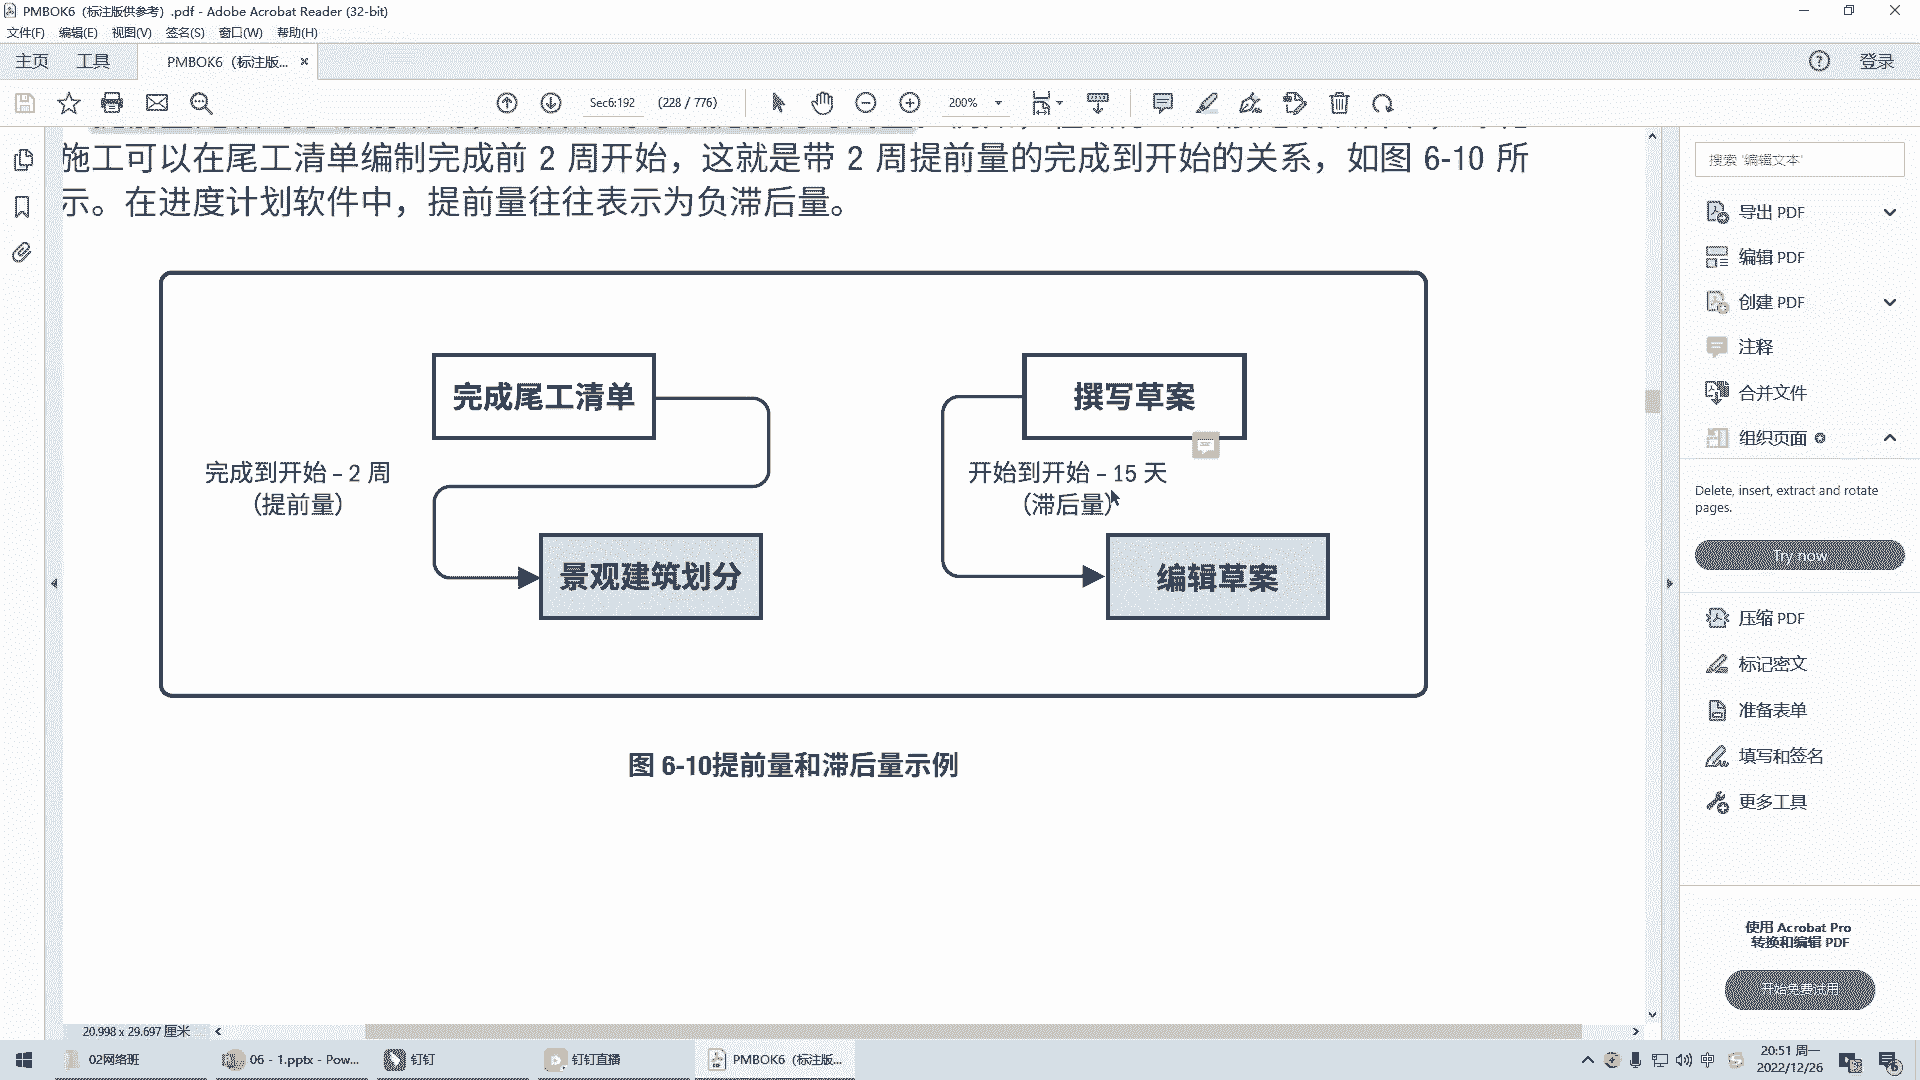 PMBOK6（标注版供参考）.pdf - Adobe Acrobat Reader (32-bit)
文件(F) 编辑(E) 视图(V) 签名(S) 窗口(W) 帮助(H)
主页 工具 PMBOK6（标注版... × 登录
Sec6:192 (228 / 776) 200%
施工可以在尾工清单编制完成前 2 周开始，这就是带 2 周提前量的完成到开始的关系，如图 6-10 所
示。在进度计划软件中，提前量往往表示为负滞后量。
完成尾工清单
撰写草案
完成到开始 – 2 周
（提前量）
开始到开始 – 15 天
（滞后量）
景观建筑划分
编辑草案
图 6-10提前量和滞后量示例
搜索 '编辑文本'
导出 PDF
编辑 PDF
创建 PDF
注释
合并文件
组织页面
Delete, insert, extract and rotate
pages.
Try now
压缩 PDF
标记密文
准备表单
填写和签名
更多工具
使用 Acrobat Pro
转换和编辑 PDF
开始免费试用
20.998 x 29.697 厘米
02网络班
06 - 1.pptx - Pow...
钉钉
钉钉直播
PMBOK6（标注版...
中
20:51 周一
2022/12/26